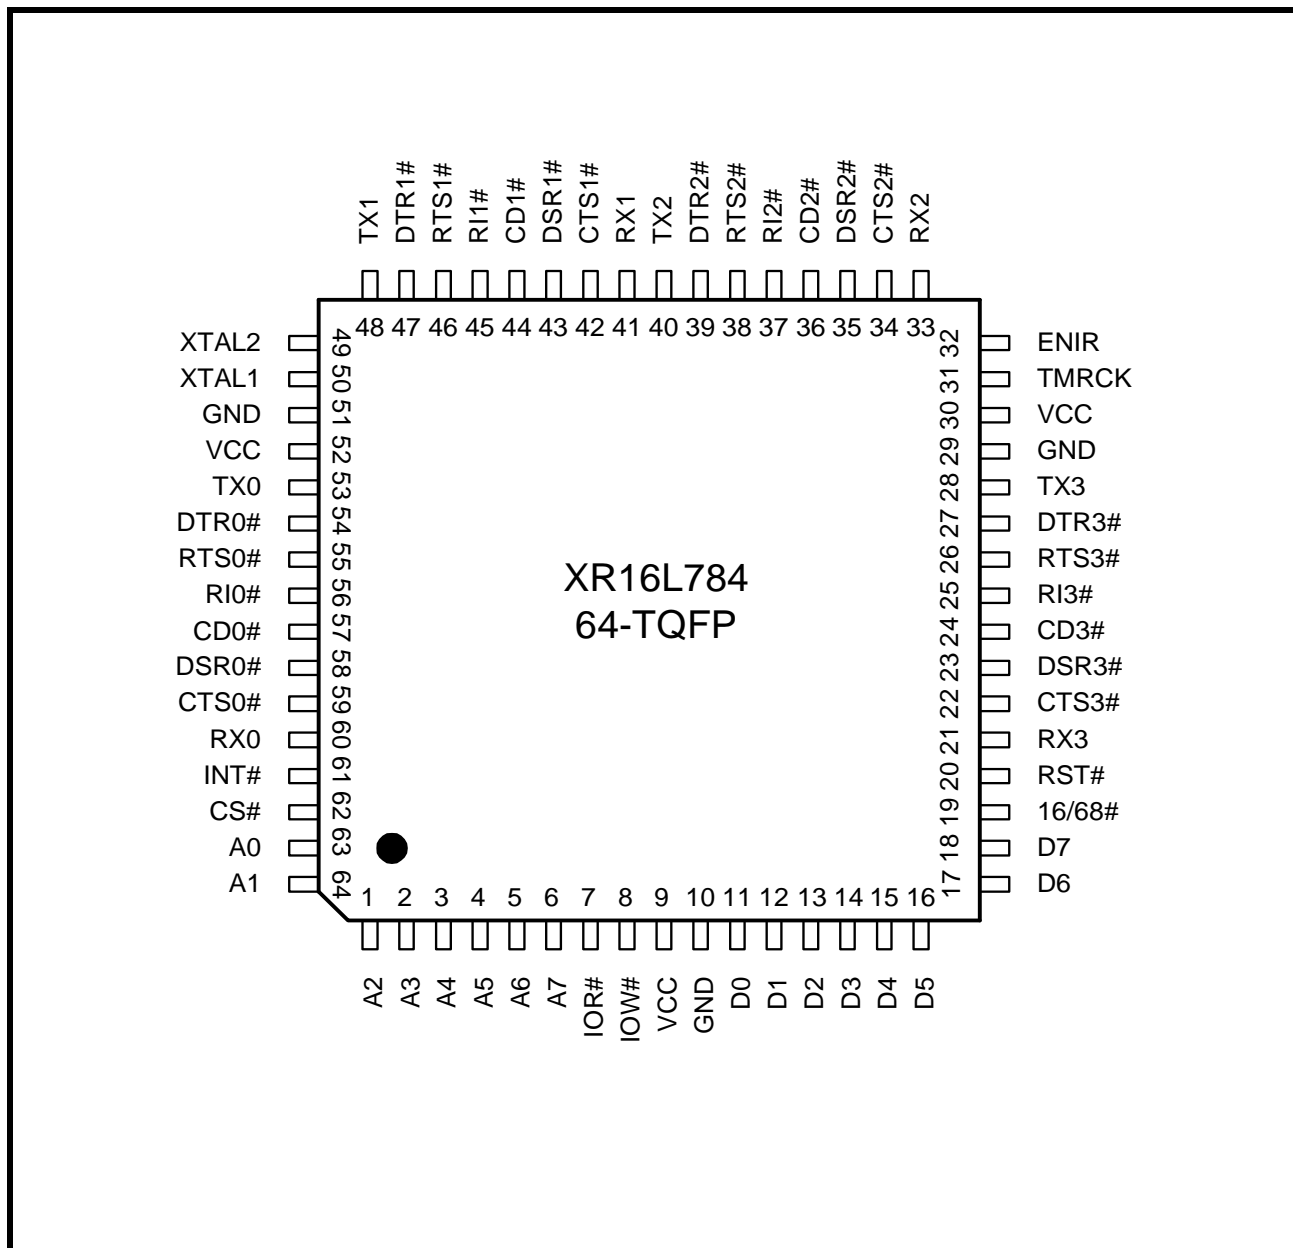 TX1 DTR1# RTS1# RI1# CD1# DSR1# CTS1# RX1 TX2 DTR2# RTS2# RI2# CD2# DSR2# CTS2# RX2
48 47 46 45 44 43 42 41 40 39 38 37 36 35 34 33
XTAL2 49 32 ENIR
XTAL1 50 31 TMRCK
GND 51 30 VCC
VCC 52 29 GND
TX0 53 28 TX3
DTR0# 54 27 DTR3#
RTS0# 55 26 RTS3#
XR16L784
RI0# 56 25 RI3#
64-TQFP
CD0# 57 24 CD3#
DSR0# 58 23 DSR3#
CTS0# 59 22 CTS3#
RX0 60 21 RX3
INT# 61 20 RST#
CS# 62 19 16/68#
A0 63 18 D7
A1 64 17 D6
1 2 3 4 5 6 7 8 9 10 11 12 13 14 15 16
A2 A3 A4 A5 A6 A7 IOR# IOW# VCC GND D0 D1 D2 D3 D4 D5